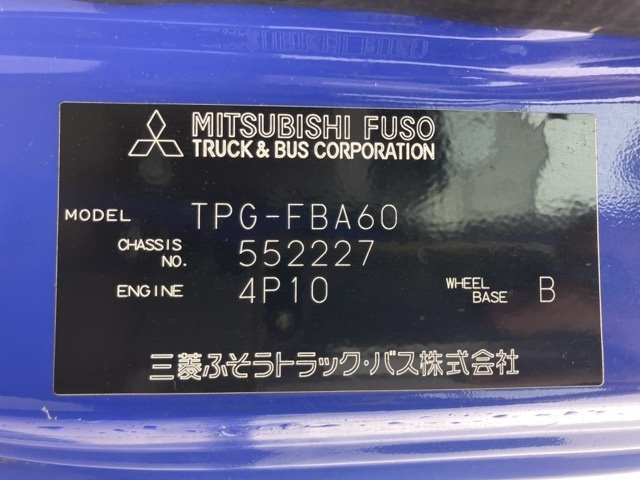 MITSUBISHI FUSO
TRUCK & BUS CORPORATION
MODEL TPG-FBA60
CHASSIS NO. 552227
ENGINE 4P10 WHEEL BASE B
三菱ふそうトラック・バス株式会社